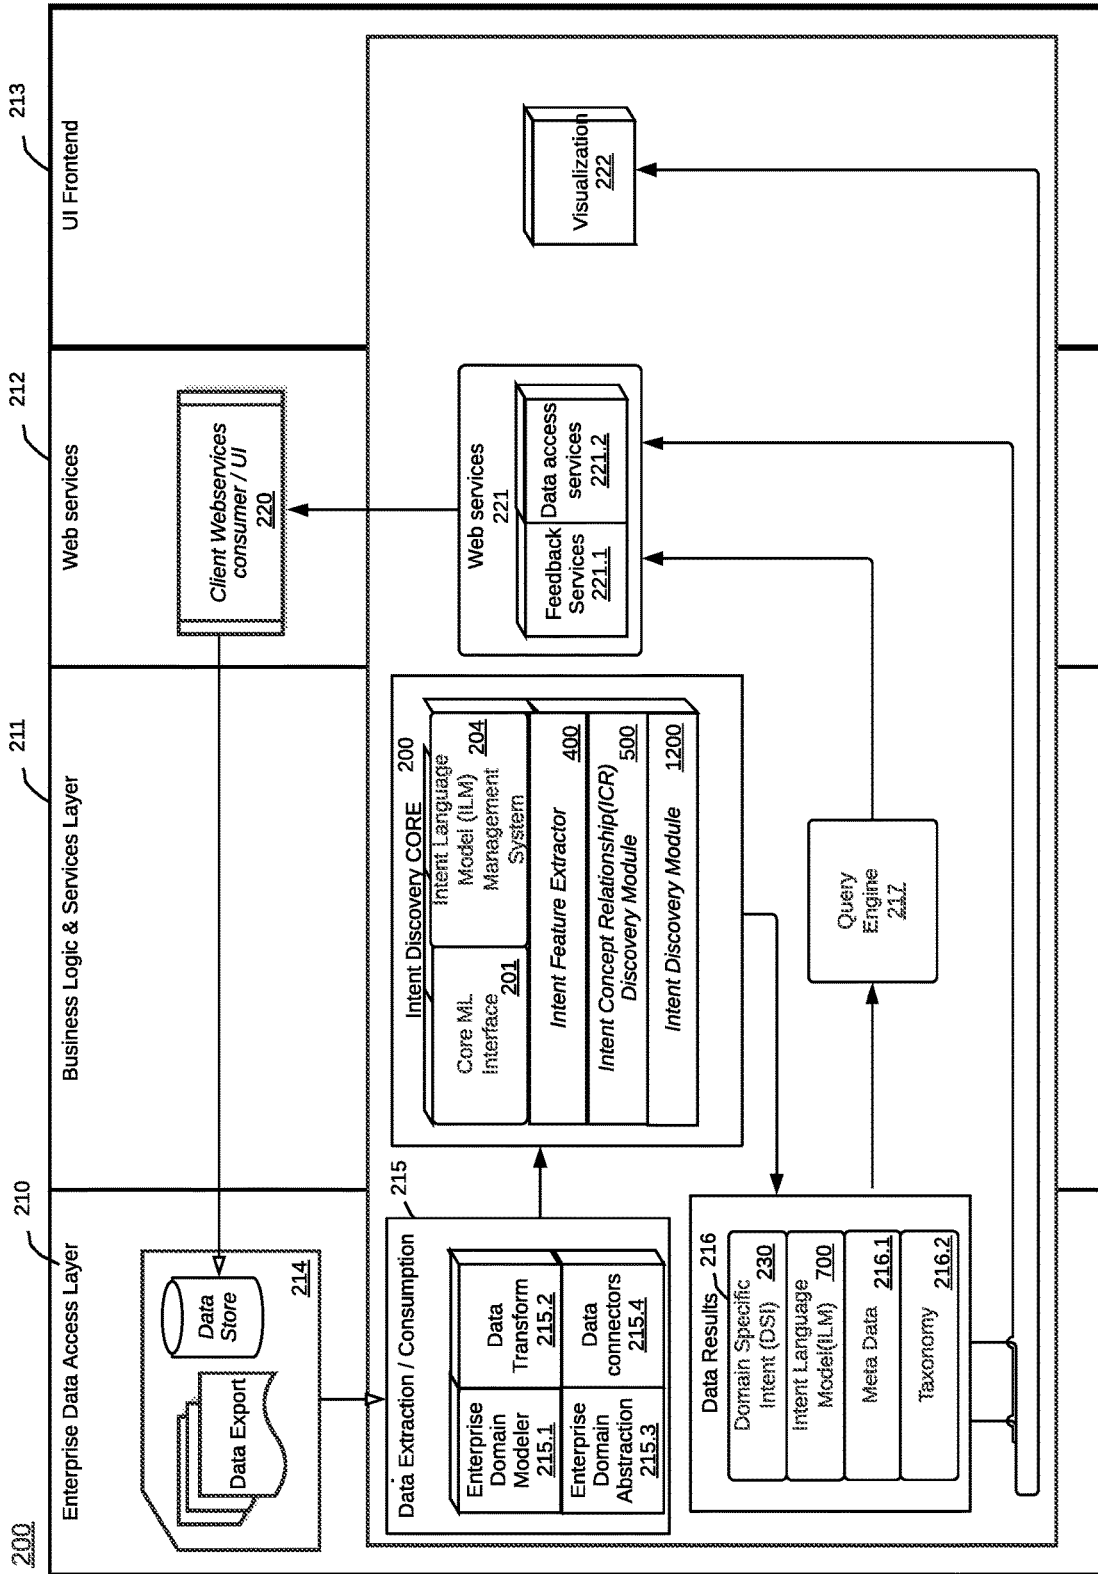 200
210
211
212
213
Enterprise Data Access Layer
Business Logic & Services Layer
Web services
UI Frontend
Data Export
Data
Store
214
Client Webservices
consumer / UI
220
215
Data Extraction / Consumption
Enterprise
Domain
Modeler
215.1
Data
Transform
215.2
Enterprise
Domain
Abstraction
215.3
Data
connectors
215.4
Intent Discovery CORE
200
Core ML
Interface
201
Intent Language
Model (ILM)
204
Management
System
Intent Feature Extractor
400
Intent Concept Relationship(ICR)
Discovery Module
500
Intent Discovery Module
1200
Web services
221
Feedback
Services
221.1
Data access
services
221.2
Visualization
222
Data Results
216
Domain Specific
Intent (DSI)
230
Intent Language
Model(ILM)
700
Meta Data
216.1
Taxonomy
216.2
Query
Engine
217